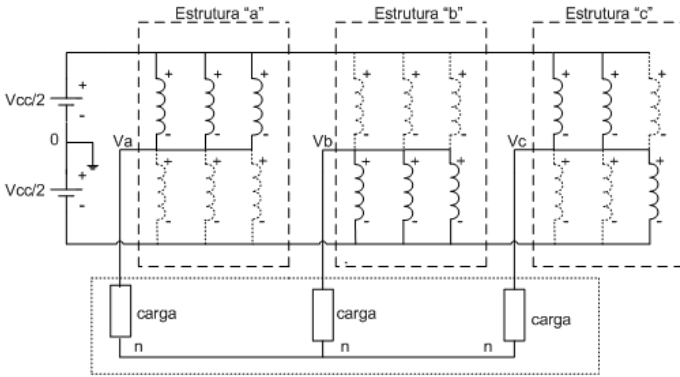 Estrutura "a"
Estrutura "b"
Estrutura "c"
+
Vcc/2
-
0
+
Vcc/2
-
Va
Vb
Vc
+ + +
- - -
+ + +
- - -
+ + +
- - -
+ + +
- - -
+ + +
- - -
+ + +
- - -
carga
carga
carga
n
n
n